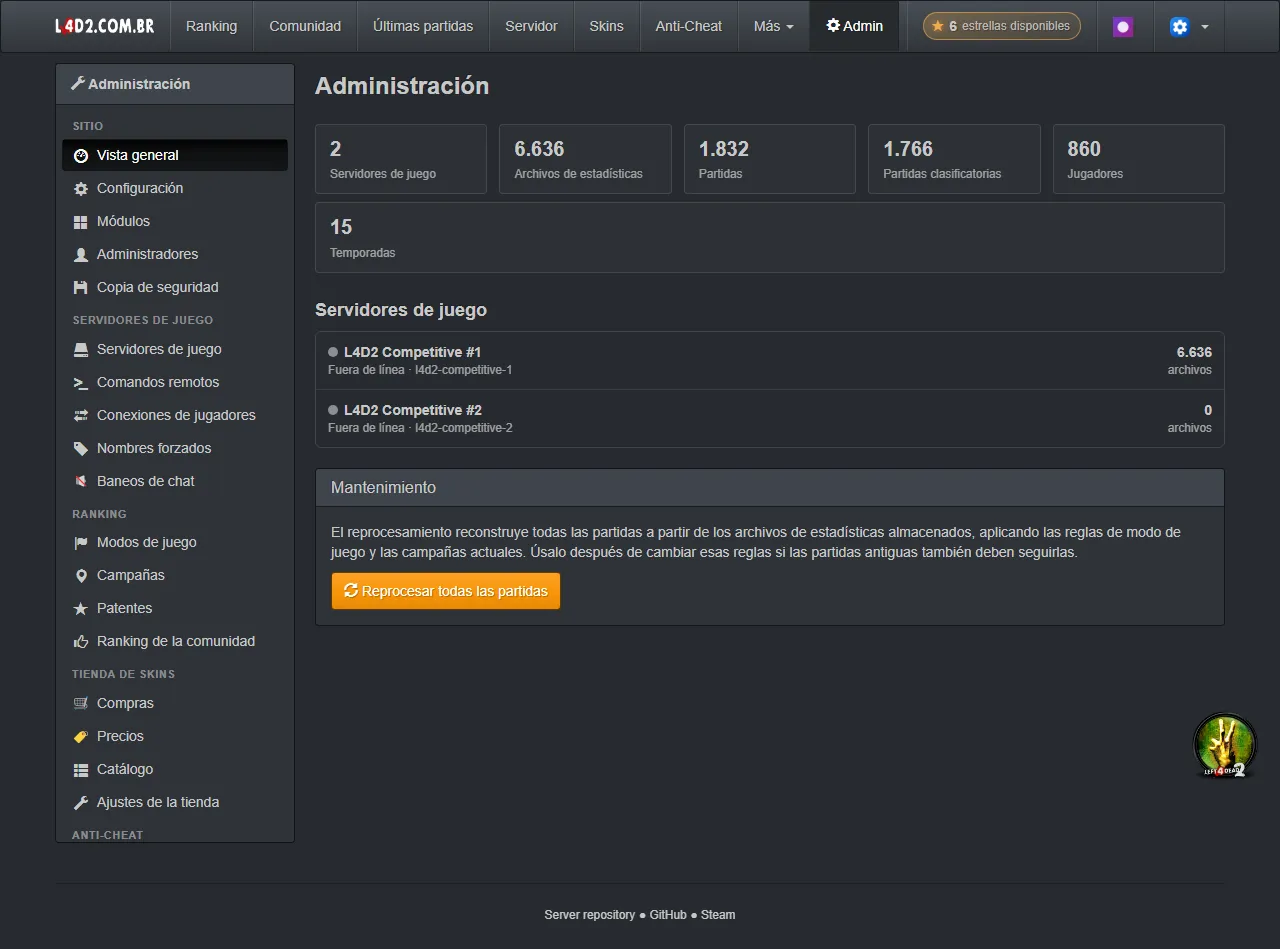 L4D2.COM.BR
Ranking
Comunidad
Últimas partidas
Servidor
Skins
Anti-Cheat
Más
Admin
6 estrellas disponibles
Administración
SITIO
Vista general
Configuración
Módulos
Administradores
Copia de seguridad
SERVIDORES DE JUEGO
Servidores de juego
Comandos remotos
Conexiones de jugadores
Nombres forzados
Baneos de chat
RANKING
Modos de juego
Campañas
Patentes
Ranking de la comunidad
TIENDA DE SKINS
Compras
Precios
Catálogo
Ajustes de la tienda
ANTI-CHEAT
Administración
2
Servidores de juego
6.636
Archivos de estadísticas
1.832
Partidas
1.766
Partidas clasificatorias
860
Jugadores
15
Temporadas
Servidores de juego
L4D2 Competitive #1
Fuera de línea · l4d2-competitive-1
6.636
archivos
L4D2 Competitive #2
Fuera de línea · l4d2-competitive-2
0
archivos
Mantenimiento
El reprocesamiento reconstruye todas las partidas a partir de los archivos de estadísticas almacenados, aplicando las reglas de modo de
juego y las campañas actuales. Úsalo después de cambiar esas reglas si las partidas antiguas también deben seguirlas.
Reprocesar todas las partidas
LEFT 4 DEAD 2
Server repository ● GitHub ● Steam